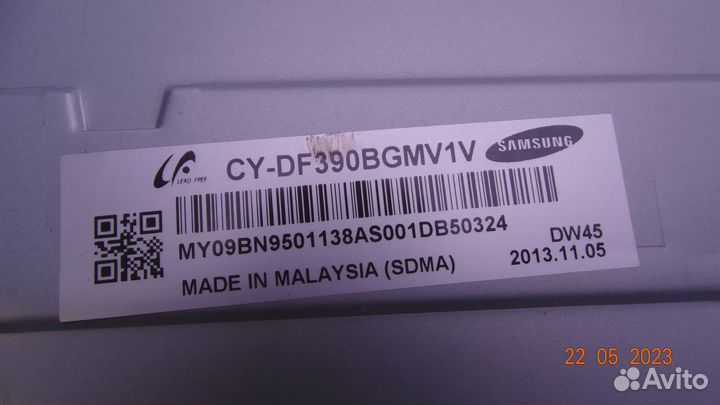 LEAD FREE
CY-DF390BGMV1V
SAMSUNG
MY09BN9501138AS001DB50324
DW45
MADE IN MALAYSIA (SDMA)
2013.11.05
22 05 2023
Avito